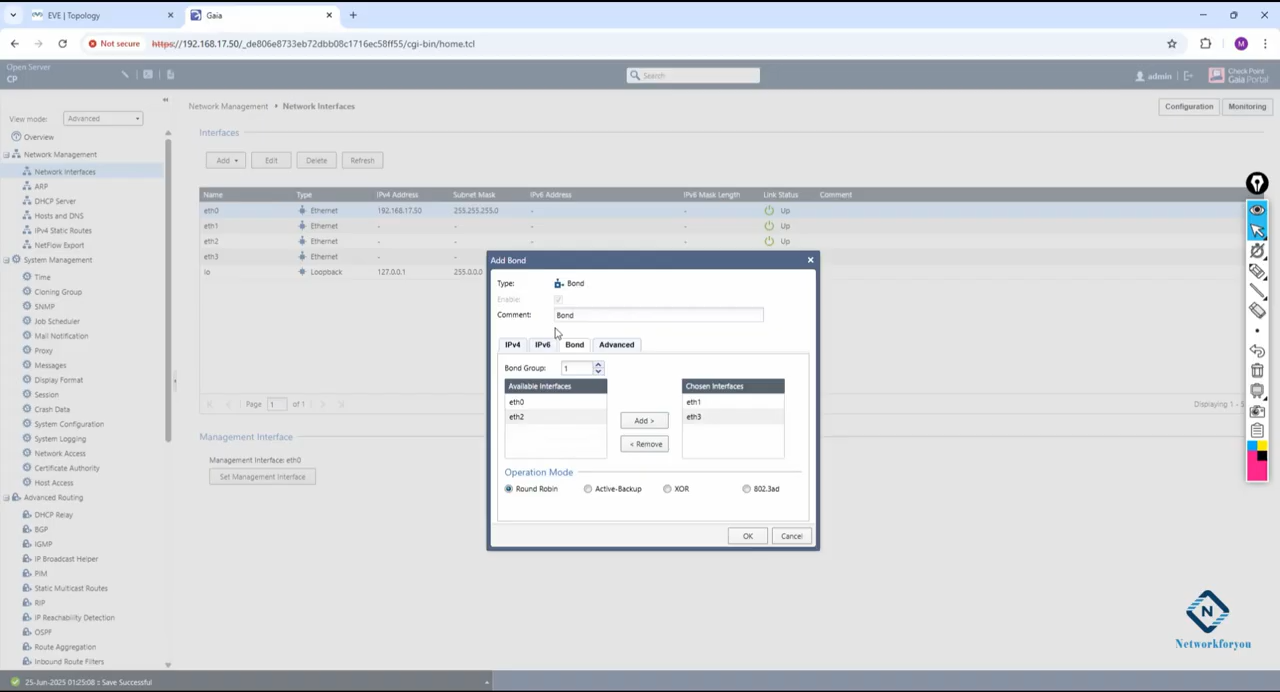 EVE | Topology
Gaia
Not secure
https://192.168.17.50/_de806e8733eb72dbb08c1716ec58ff55/cgi-bin/home.tcl
M
Open Server
CP
Search
admin
Check Point
Gaia Portal
View mode: Advanced
Network Management • Network Interfaces
Configuration
Monitoring
Overview
Network Management
Network Interfaces
ARP
DHCP Server
Hosts and DNS
IPv4 Static Routes
NetFlow Export
System Management
Time
Cloning Group
SNMP
Job Scheduler
Mail Notification
Proxy
Messages
Display Format
Session
Crash Data
System Configuration
System Logging
Network Access
Certificate Authority
Host Access
Advanced Routing
DHCP Relay
BGP
IGMP
IP Broadcast Helper
PIM
Static Multicast Routes
RIP
IP Reachability Detection
OSPF
Route Aggregation
Inbound Route Filters
Interfaces
Add Edit Delete Refresh
Name Type IPv4 Address Subnet Mask IPv6 Address IPv6 Mask Length Link Status Comment
eth0 Ethernet 192.168.17.50 255.255.255.0 - - Up
eth1 Ethernet - - - - Up
eth2 Ethernet - - - - Up
eth3 Ethernet - -
lo Loopback 127.0.0.1 255.0.0.0
Page 1 of 1
Displaying 1 - 5
Management Interface
Management Interface: eth0
Set Management Interface
Add Bond
Type: Bond
Enable:
Comment: Bond
IPv4 IPv6 Bond Advanced
Bond Group: 1
Available Interfaces
eth0
eth2
Add >
< Remove
Chosen Interfaces
eth1
eth3
Operation Mode
Round Robin Active-Backup XOR 802.3ad
OK Cancel
N
Networkforyou
25-Jun-2025 01:25:08 :: Save Successful